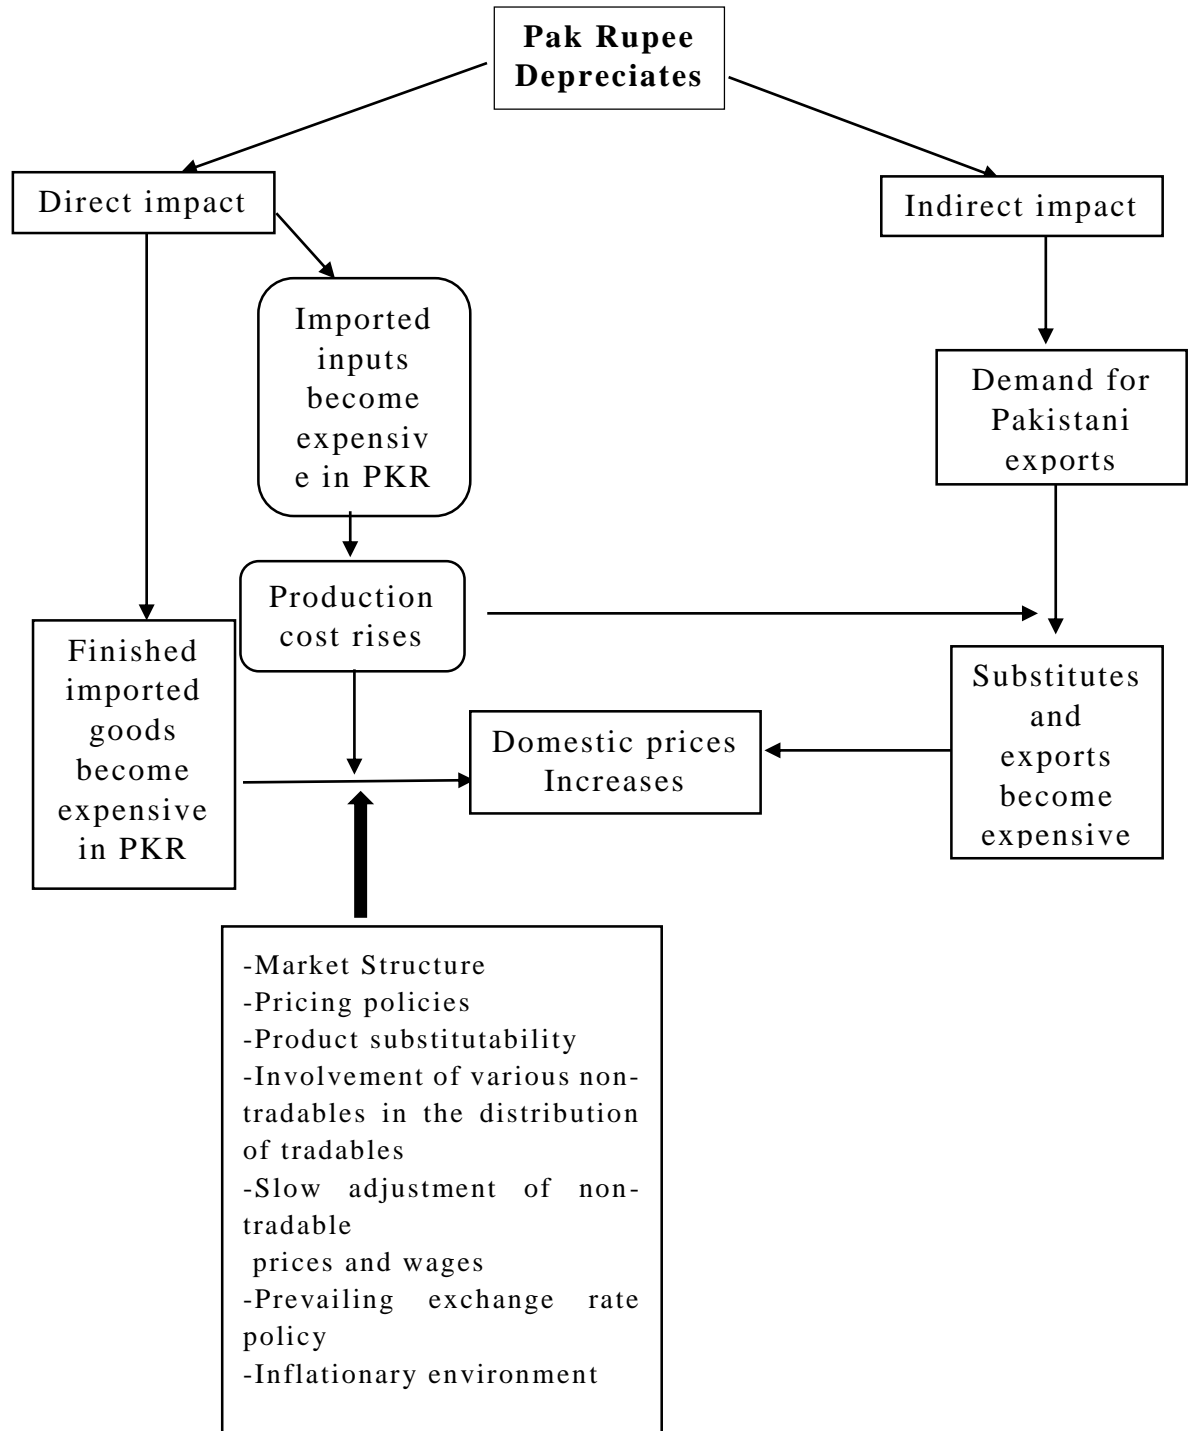 Pak Rupee
Depreciates
Direct impact
Indirect impact
Imported
inputs
become
expensiv
e in PKR
Demand for
Pakistani
exports
Production
cost rises
Finished
imported
goods
become
expensive
in PKR
Domestic prices
Increases
Substitutes
and
exports
become
expensive
-Market Structure
-Pricing policies
-Product substitutability
-Involvement of various non-
tradables in the distribution
of tradables
-Slow adjustment of non-
tradable
prices and wages
-Prevailing exchange rate
policy
-Inflationary environment